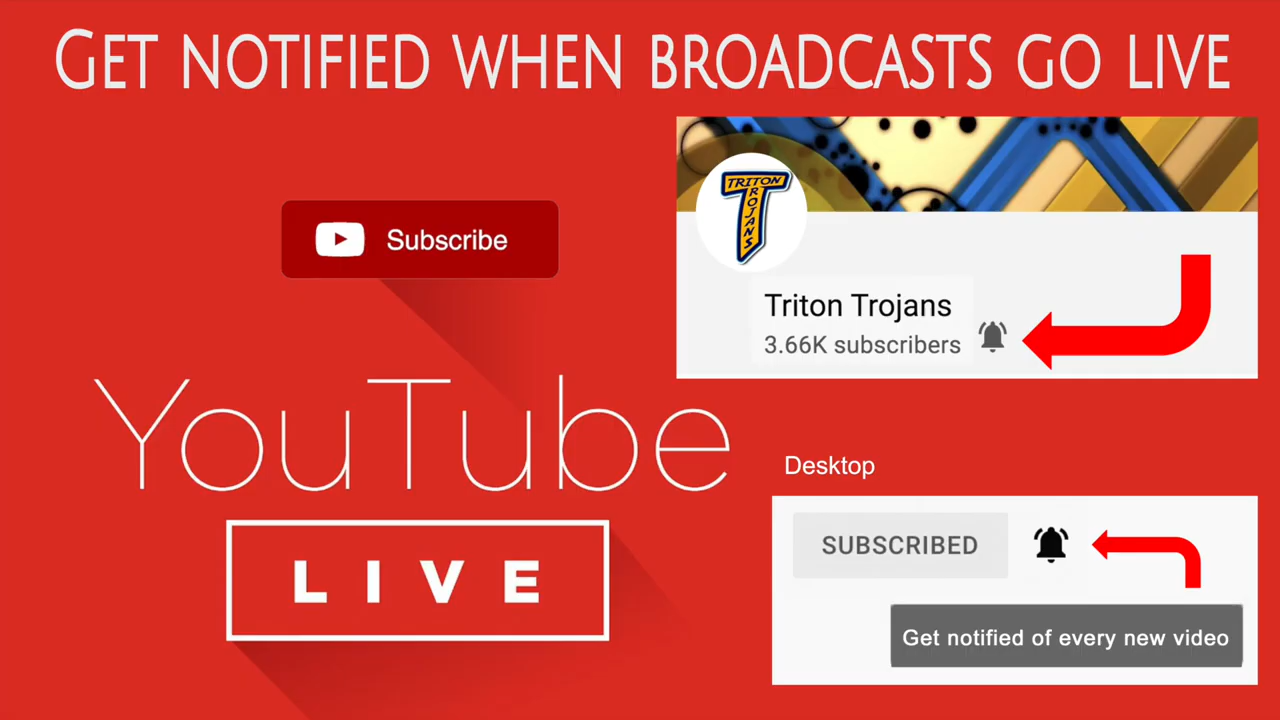 GET NOTIFIED WHEN BROADCASTS GO LIVE
TRITON
TROJANS
Subscribe
Triton Trojans
3.66K subscribers
YouTube
LIVE
Desktop
SUBSCRIBED
Get notified of every new video